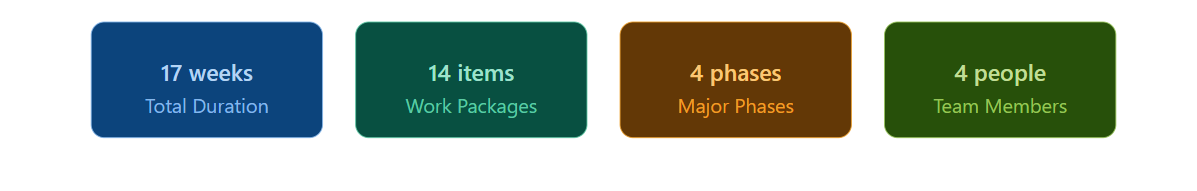 17 weeks
Total Duration
14 items
Work Packages
4 phases
Major Phases
4 people
Team Members